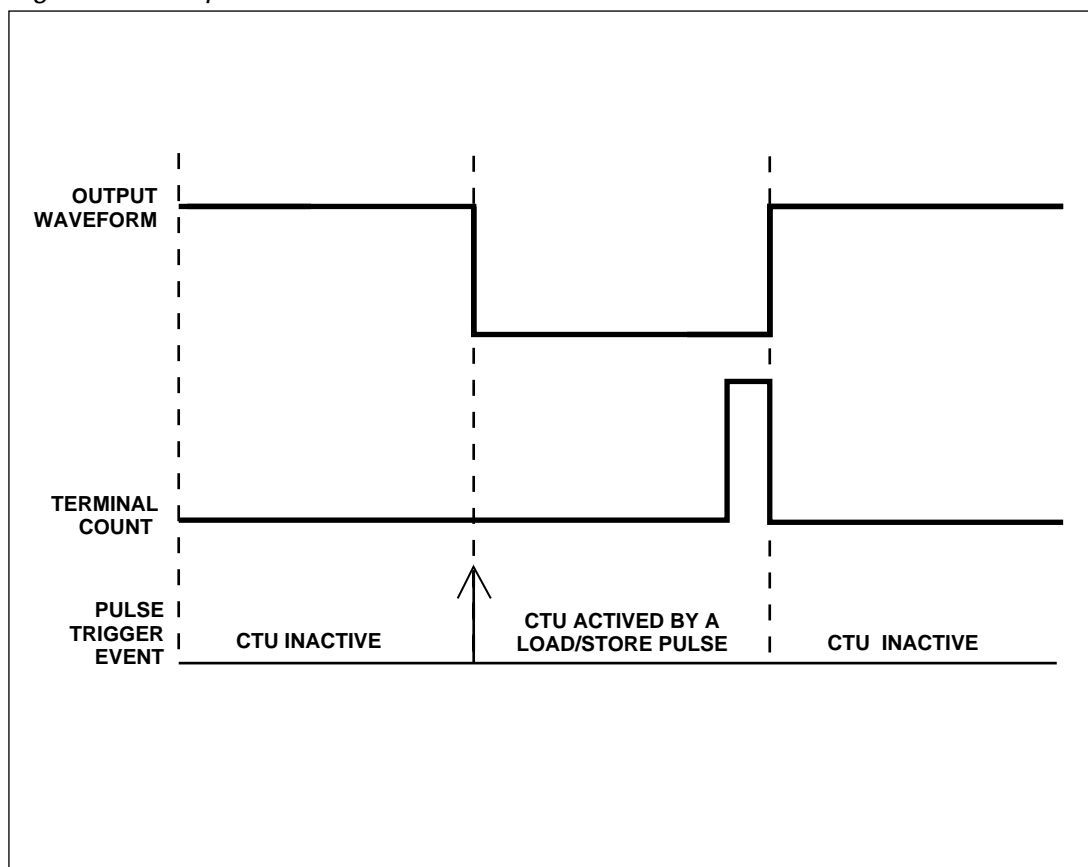 OUTPUT
WAVEFORM
TERMINAL
COUNT
PULSE
TRIGGER
EVENT
CTU INACTIVE
CTU ACTIVED BY A
LOAD/STORE PULSE
CTU INACTIVE